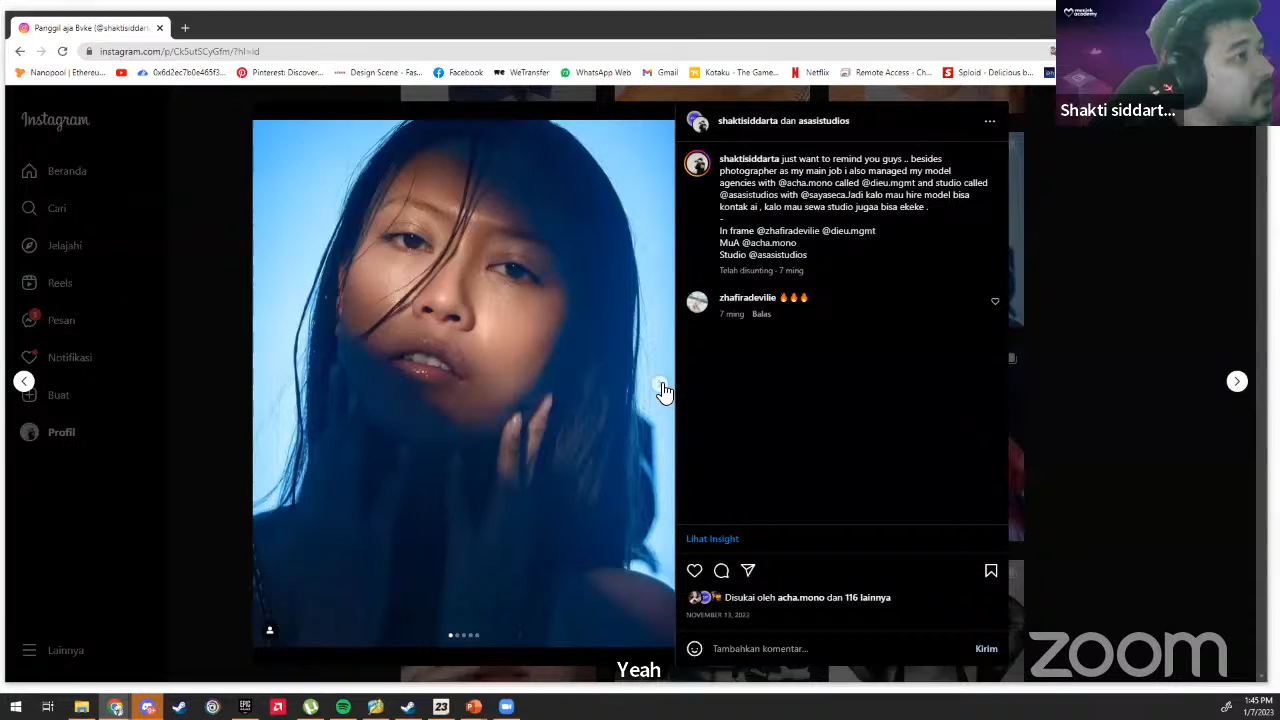 Panggil aja Bvke (@shaktisiddart
instagram.com/p/Ck5utSCyGfm/?hl=id
Nanopool | Ethereu...
0x6d2ec7b0e465f3...
Pinterest: Discover...
Design Scene - Fas...
Facebook
WeTransfer
WhatsApp Web
Gmail
Kotaku - The Game...
Netflix
Remote Access - Ch...
Sploid - Delicious b...
mesjek
academy
Shakti siddart...
Instagram
Beranda
Cari
Jelajahi
Reels
Pesan
Notifikasi
Buat
Profil
Lainnya
shaktisiddarta dan asasistudios
shaktisiddarta just want to remind you guys .. besides
photographer as my main job i also managed my model
agencies with @acha.mono called @dieu.mgmt and studio called
@asasistudios with @sayaseca.Jadi kalo mau hire model bisa
kontak ai , kalo mau sewa studio jugaa bisa ekeke .
-
In frame @zhafiradevilie @dieu.mgmt
MuA @acha.mono
Studio @asasistudios
Telah disunting · 7 ming
zhafiradevilie 🔥🔥🔥
7 ming Balas
Lihat Insight
Disukai oleh acha.mono dan 116 lainnya
Tambahkan komentar...
Kirim
Yeah
zoom
EPIC
23
1:45 PM
1/7/2023